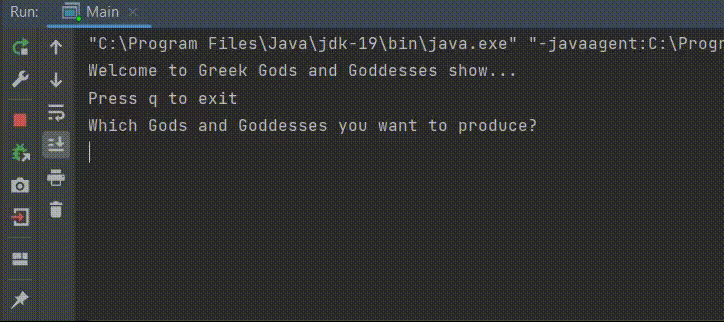 Run: Main
"C:\Program Files\Java\jdk-19\bin\java.exe" "-javaagent:C:\Progr
Welcome to Greek Gods and Goddesses show...
Press q to exit
Which Gods and Goddesses you want to produce?